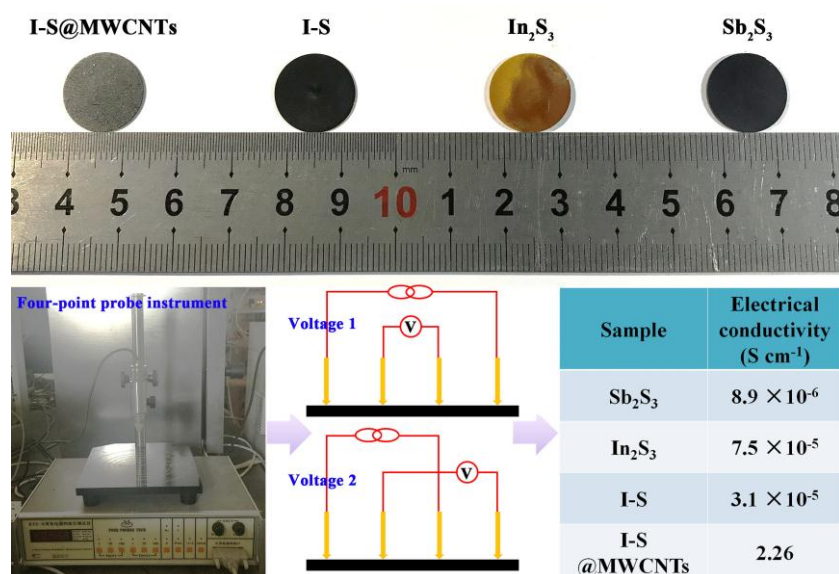 I-S@MWCNTs I-S In₂S₃ Sb₂S₃
mm
3 4 5 6 7 8 9 10 1 2 3 4 5 6 7 8
Four-point probe instrument
Voltage 1
V
Voltage 2
V
Sample Electrical conductivity (S cm⁻¹)
Sb₂S₃ 8.9 ×10⁻⁶
In₂S₃ 7.5 ×10⁻⁵
I-S 3.1 ×10⁻⁵
I-S
@MWCNTs 2.26